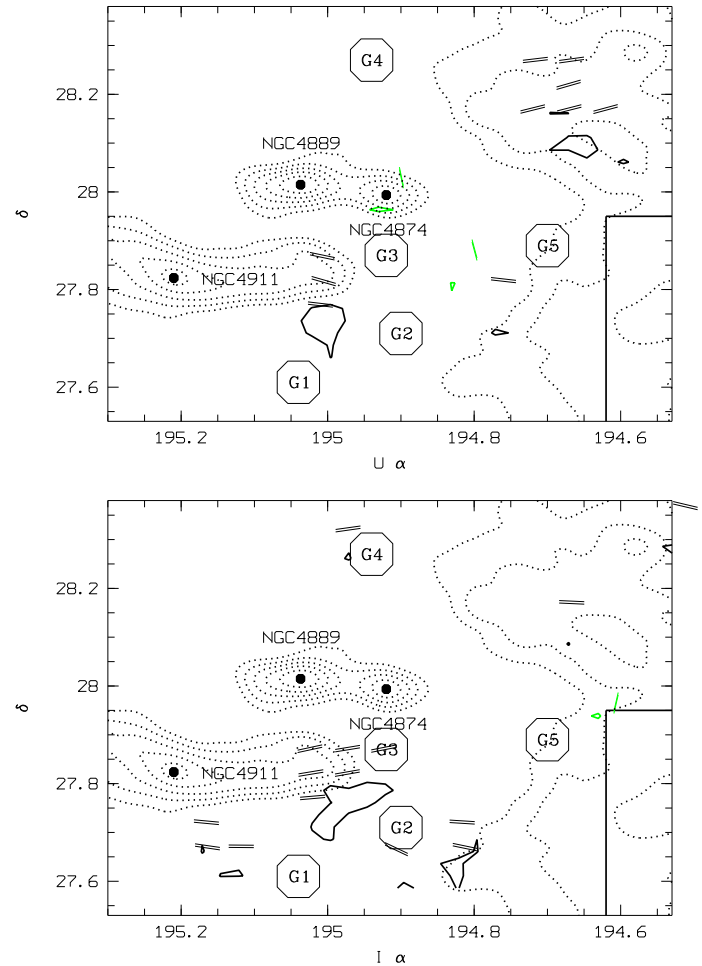 G4
28.2
NGC4889
28
δ
NGC4874
G3
G5
NGC4911
27.8
G2
G1
27.6
195.2
195
194.8
194.6
U α
G4
28.2
NGC4889
28
δ
NGC4874
G3
G5
NGC4911
27.8
G2
G1
27.6
195.2
195
194.8
194.6
I α